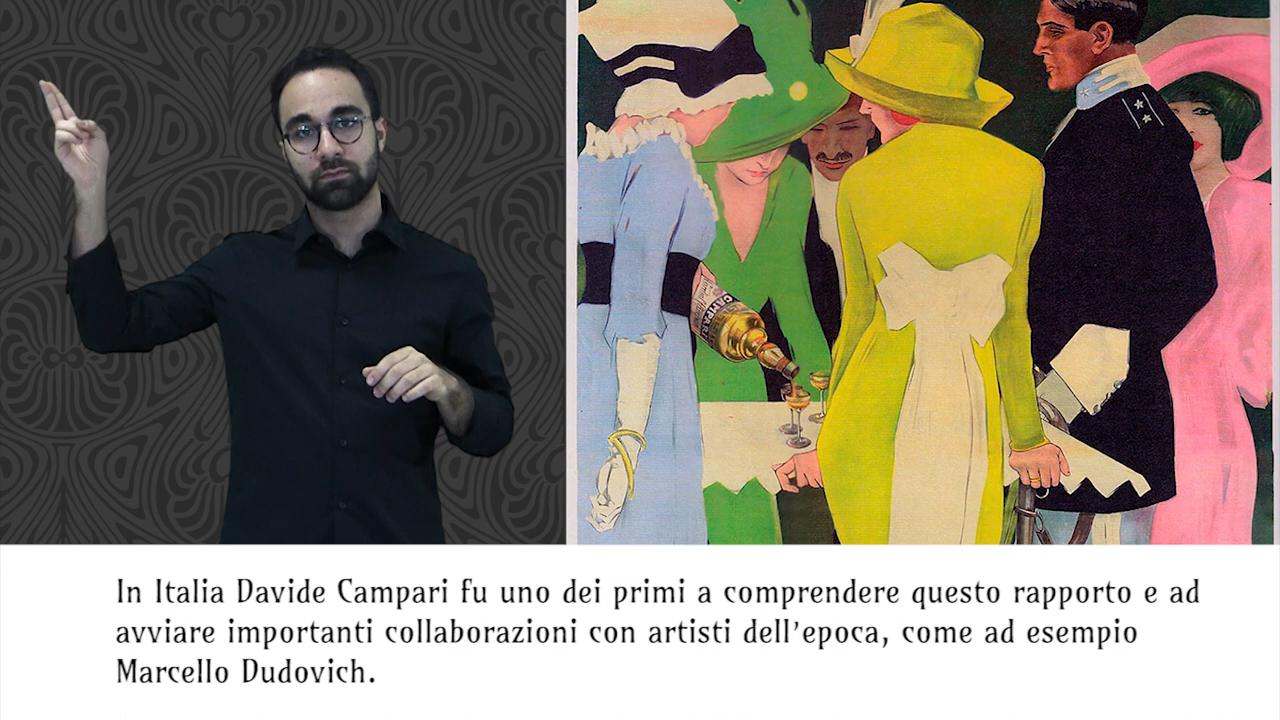 CAMPARI
In Italia Davide Campari fu uno dei primi a comprendere questo rapporto e ad
avviare importanti collaborazioni con artisti dell'epoca, come ad esempio
Marcello Dudovich.